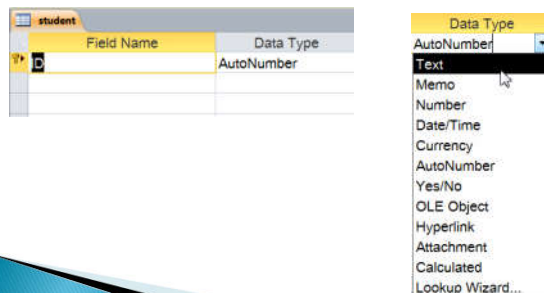 student
Field Name Data Type
ID AutoNumber
Data Type
AutoNumber
Text
Memo
Number
Date/Time
Currency
AutoNumber
Yes/No
OLE Object
Hyperlink
Attachment
Calculated
Lookup Wizard...